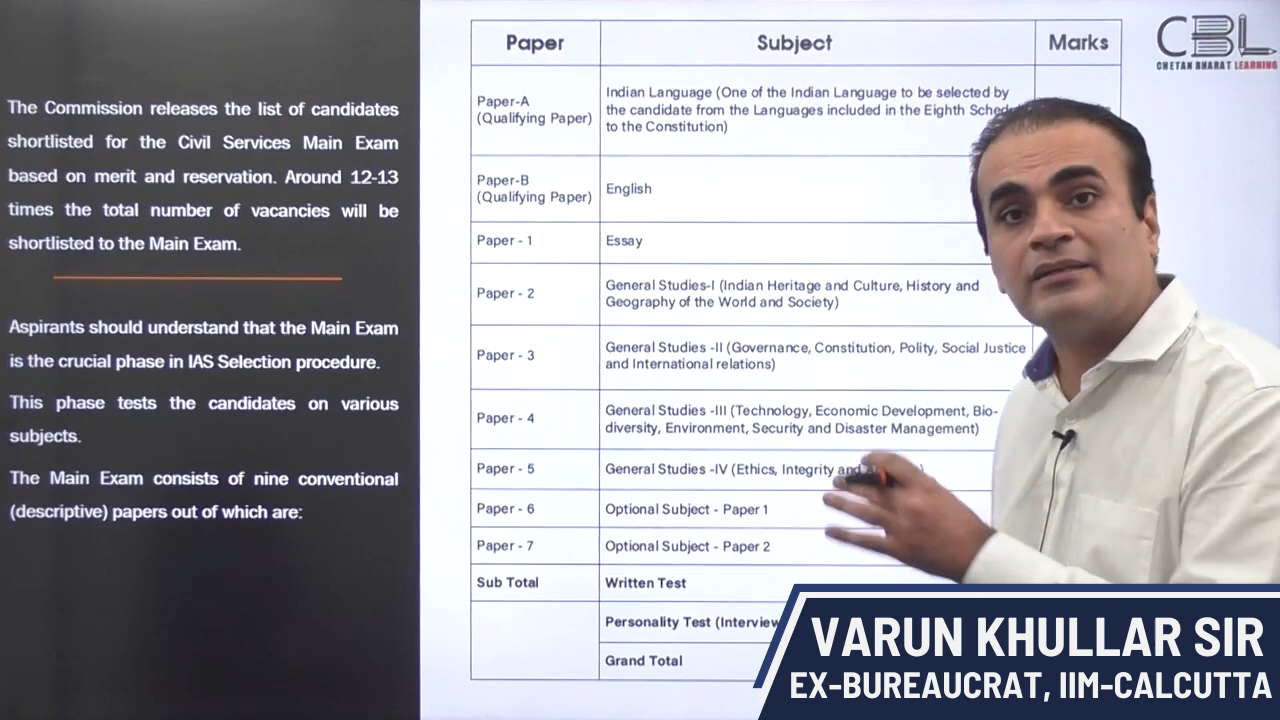 The Commission releases the list of candidates
shortlisted for the Civil Services Main Exam
based on merit and reservation. Around 12-13
times the total number of vacancies will be
shortlisted to the Main Exam.
Aspirants should understand that the Main Exam
is the crucial phase in IAS Selection procedure.
This phase tests the candidates on various
subjects.
The Main Exam consists of nine conventional
(descriptive) papers out of which are:
Paper Subject Marks
Paper-A
(Qualifying Paper)
Indian Language (One of the Indian Language to be selected by
the candidate from the Languages included in the Eighth
to the Constitution)
Paper-B
(Qualifying Paper)
English
Paper - 1 Essay
Paper - 2
General Studies-I (Indian Heritage and Culture, History and
Geography of the World and Society)
Paper - 3
General Studies -II (Governance, Constitution, Polity, Social Justice
and International relations)
Paper - 4
General Studies -III (Technology, Economic Development, Bio-
diversity, Environment, Security and Disaster Management)
Paper - 5 General Studies -IV (Ethics, Integrity and
Paper - 6 Optional Subject - Paper 1
Paper - 7 Optional Subject - Paper 2
Sub Total Written Test
Personality Test (Interview
Grand Total
CBL
CHETAN BHARAT LEARNING
VARUN KHULLAR SIR
EX-BUREAUCRAT, IIM-CALCUTTA